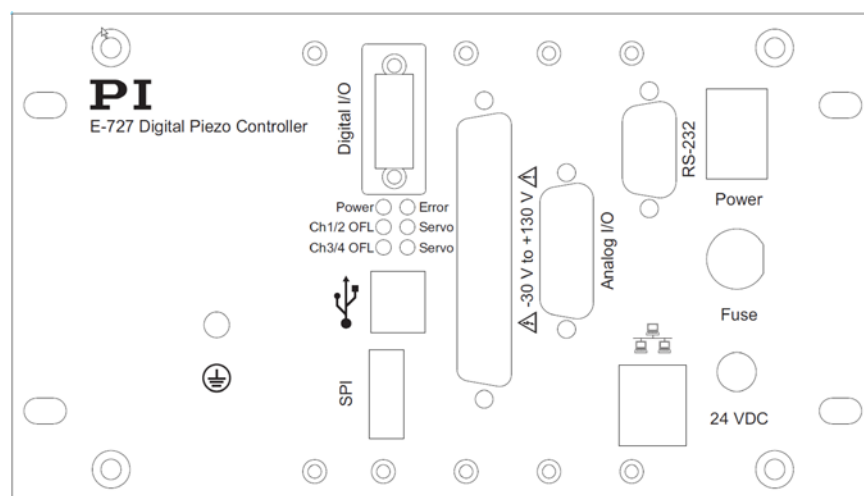 PI
E-727 Digital Piezo Controller
Digital I/O
Power
Error
Ch1/2 OFL
Servo
Ch3/4 OFL
Servo
SPI
-30 V to +130 V
Analog I/O
RS-232
Power
Fuse
24 VDC